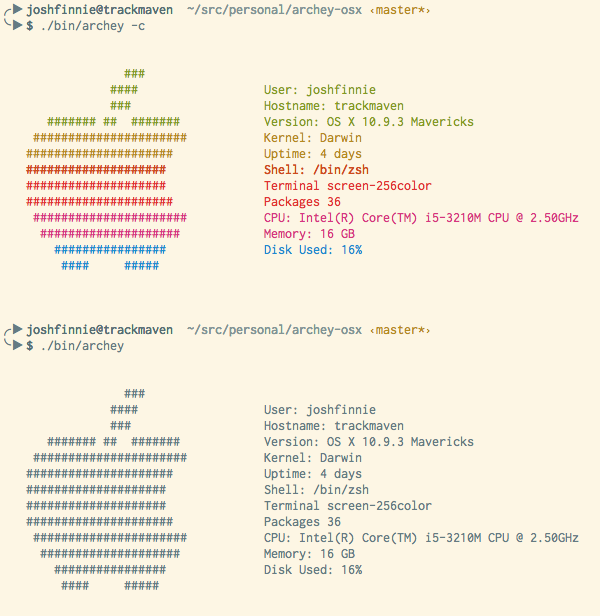 joshfinnie@trackmaven ~/src/personal/archey-osx ‹master*›
$ ./bin/archey -c
###
#### User: joshfinnie
### Hostname: trackmaven
####### ## ####### Version: OS X 10.9.3 Mavericks
###################### Kernel: Darwin
##################### Uptime: 4 days
#################### Shell: /bin/zsh
#################### Terminal screen-256color
##################### Packages 36
###################### CPU: Intel(R) Core(TM) i5-3210M CPU @ 2.50GHz
#################### Memory: 16 GB
################ Disk Used: 16%
#### #####
joshfinnie@trackmaven ~/src/personal/archey-osx ‹master*›
$ ./bin/archey
###
#### User: joshfinnie
### Hostname: trackmaven
####### ## ####### Version: OS X 10.9.3 Mavericks
###################### Kernel: Darwin
##################### Uptime: 4 days
#################### Shell: /bin/zsh
#################### Terminal screen-256color
##################### Packages 36
###################### CPU: Intel(R) Core(TM) i5-3210M CPU @ 2.50GHz
#################### Memory: 16 GB
################ Disk Used: 16%
#### #####